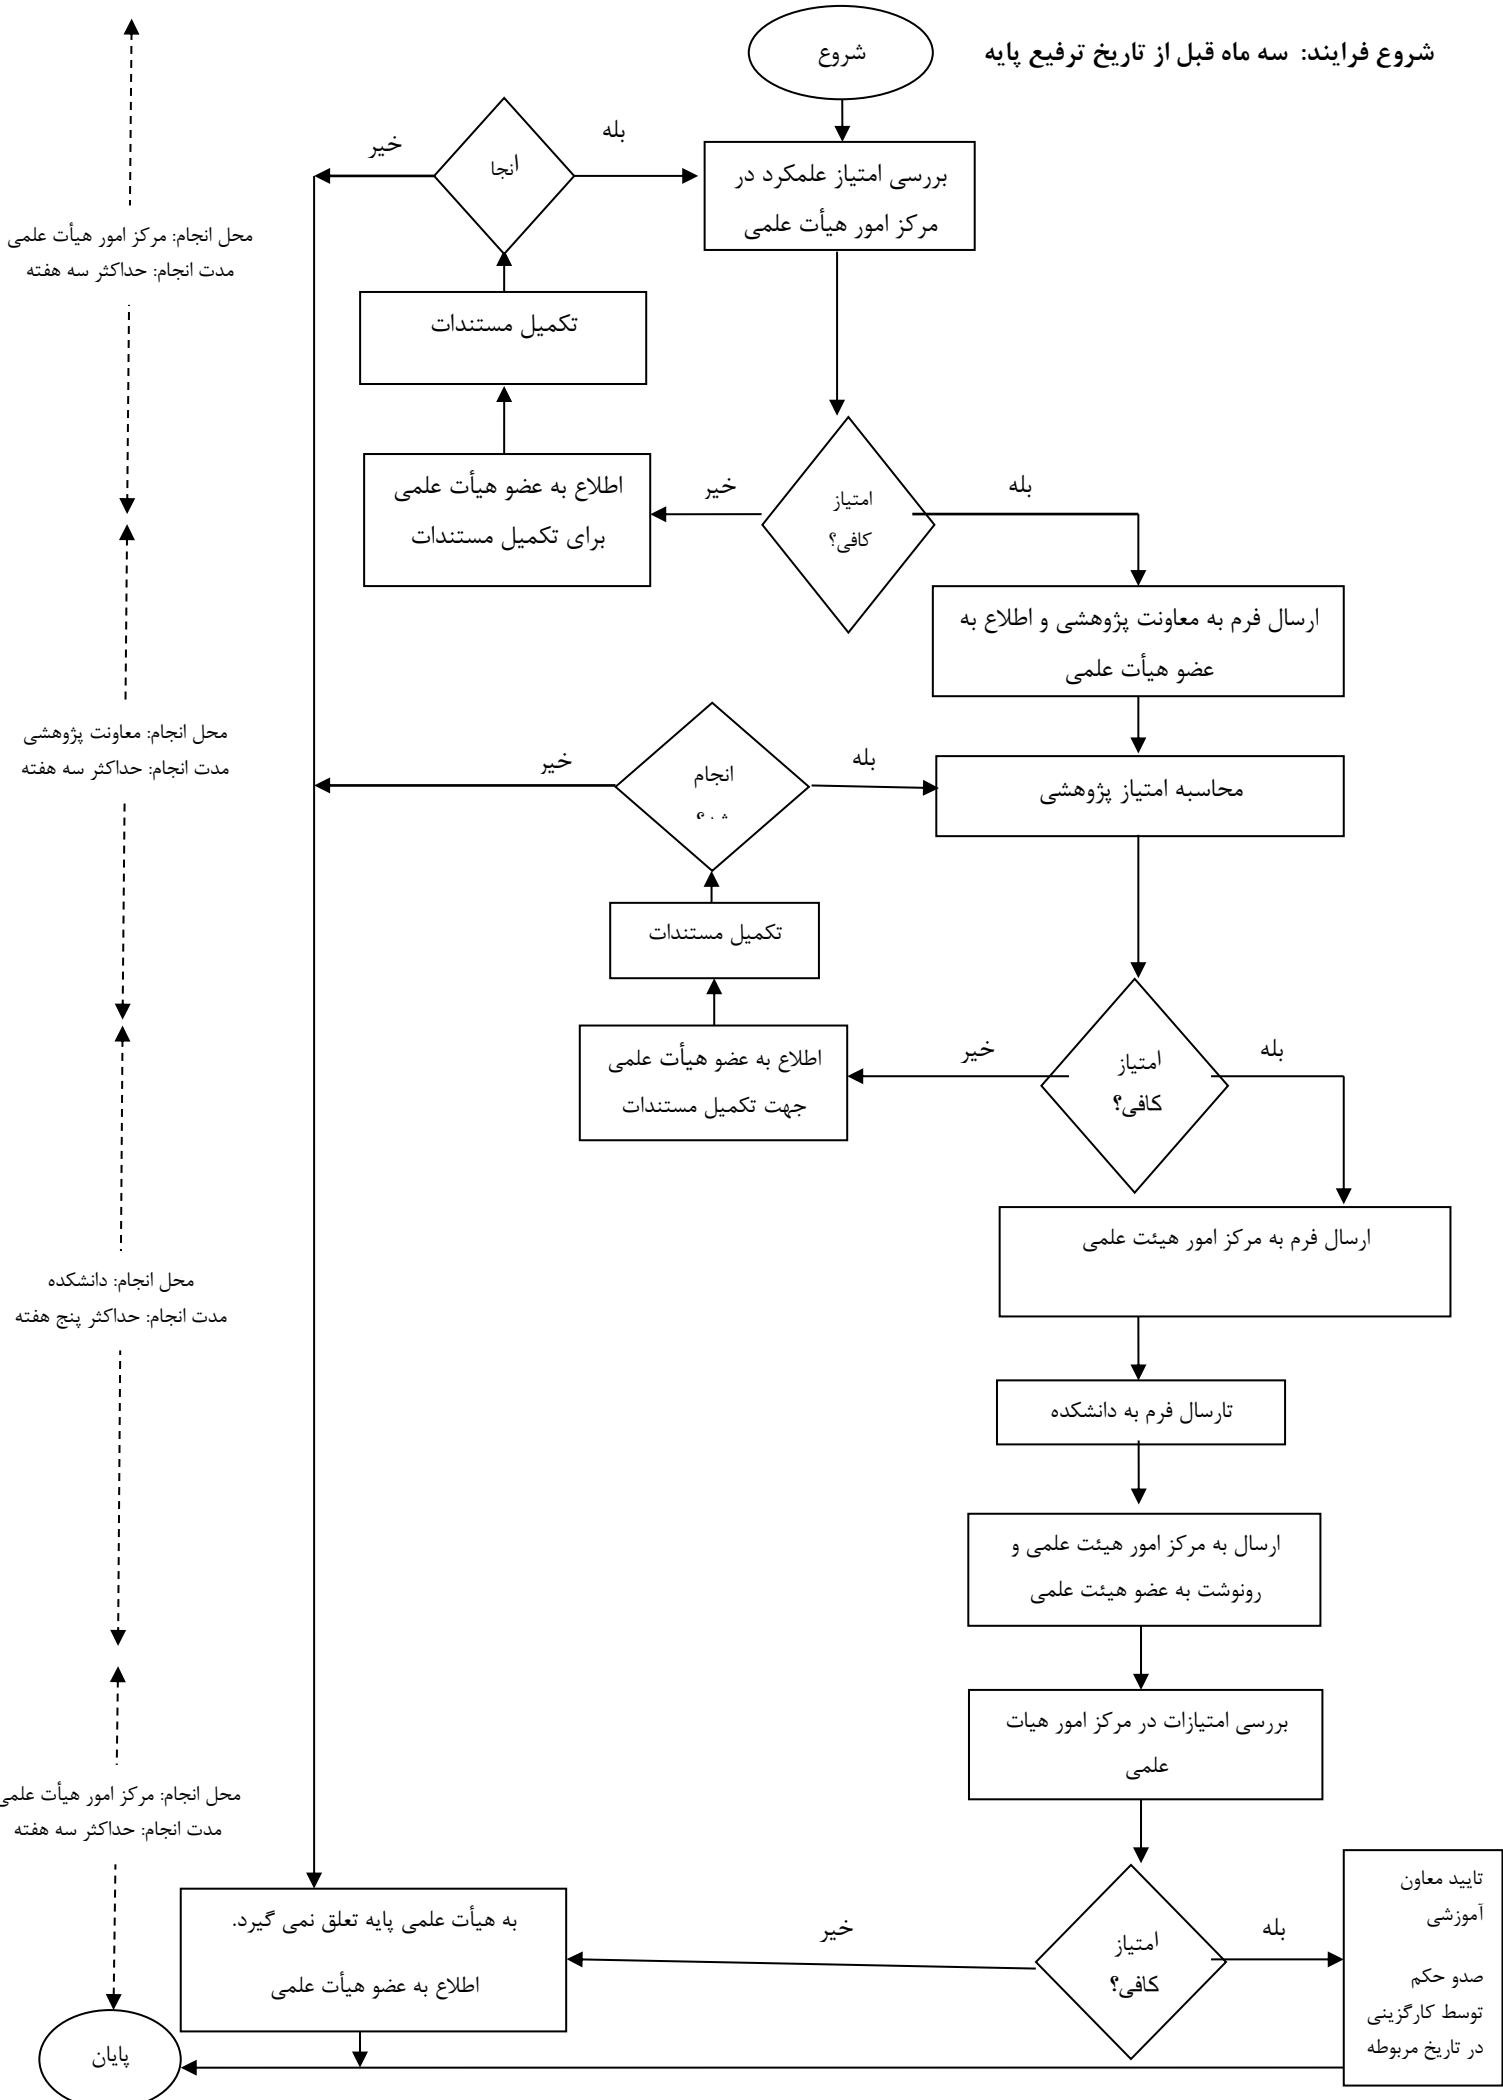 شروع فرایند: سه ماه قبل از تاریخ ترفیع پایه
شروع
بله
خیر
انجا
بررسی امتیاز علمکرد در
مرکز امور هیأت علمی
محل انجام: مرکز امور هیأت علمی
مدت انجام: حداکثر سه هفته
تکمیل مستندات
بله
خیر
امتیاز
کافی؟
اطلاع به عضو هیأت علمی
برای تکمیل مستندات
ارسال فرم به معاونت پژوهشی و اطلاع به
عضو هیأت علمی
محل انجام: معاونت پژوهشی
مدت انجام: حداکثر سه هفته
بله
خیر
انجام
محاسبه امتیاز پژوهشی
تکمیل مستندات
بله
خیر
امتیاز
کافی؟
اطلاع به عضو هیأت علمی
جهت تکمیل مستندات
ارسال فرم به مرکز امور هیئت علمی
محل انجام: دانشکده
مدت انجام: حداکثر پنج هفته
تارسال فرم به دانشکده
ارسال به مرکز امور هیئت علمی و
رونوشت به عضو هیئت علمی
بررسی امتیازات در مرکز امور هیات
علمی
محل انجام: مرکز امور هیأت علمی
مدت انجام: حداکثر سه هفته
تایید معاون
آموزشی
صدو حکم
توسط کارگزینی
در تاریخ مربوطه
بله
خیر
امتیاز
کافی؟
به هیأت علمی پایه تعلق نمی گیرد.
اطلاع به عضو هیأت علمی
پایان